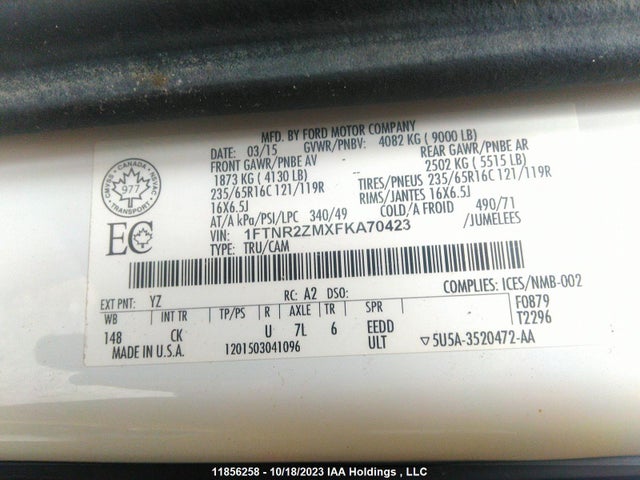 MFD. BY FORD MOTOR COMPANY
DATE: 03/15 GVWR/PNBV: 4082 KG ( 9000 LB)
FRONT GAWR/PNBE AV REAR GAWR/PNBE AR
1873 KG ( 4130 LB) 2502 KG ( 5515 LB)
235/65R16C 121/119R TIRES/PNEUS 235/65R16C 121/119R
16X6.5J RIMS/JANTES 16X6.5J
AT/A kPa/PSI/LPC 340/49 COLD/A FROID 490/71
VIN: 1FTNR2ZMXFKA70423 /JUMELEES
TYPE: TRU/CAM
CMVSS - CANADA - NSVAC
977
TRANSPORT
EC
COMPLIES: ICES/NMB-002
EXT PNT: YZ RC: A2 DSO: F0879
WB INT TR TP/PS R AXLE TR SPR T2296
148 CK U 7L 6 EEDD
MADE IN U.S.A. 1201503041096 ULT ▽5U5A-3520472-AA
11856258 - 10/18/2023 IAA Holdings , LLC